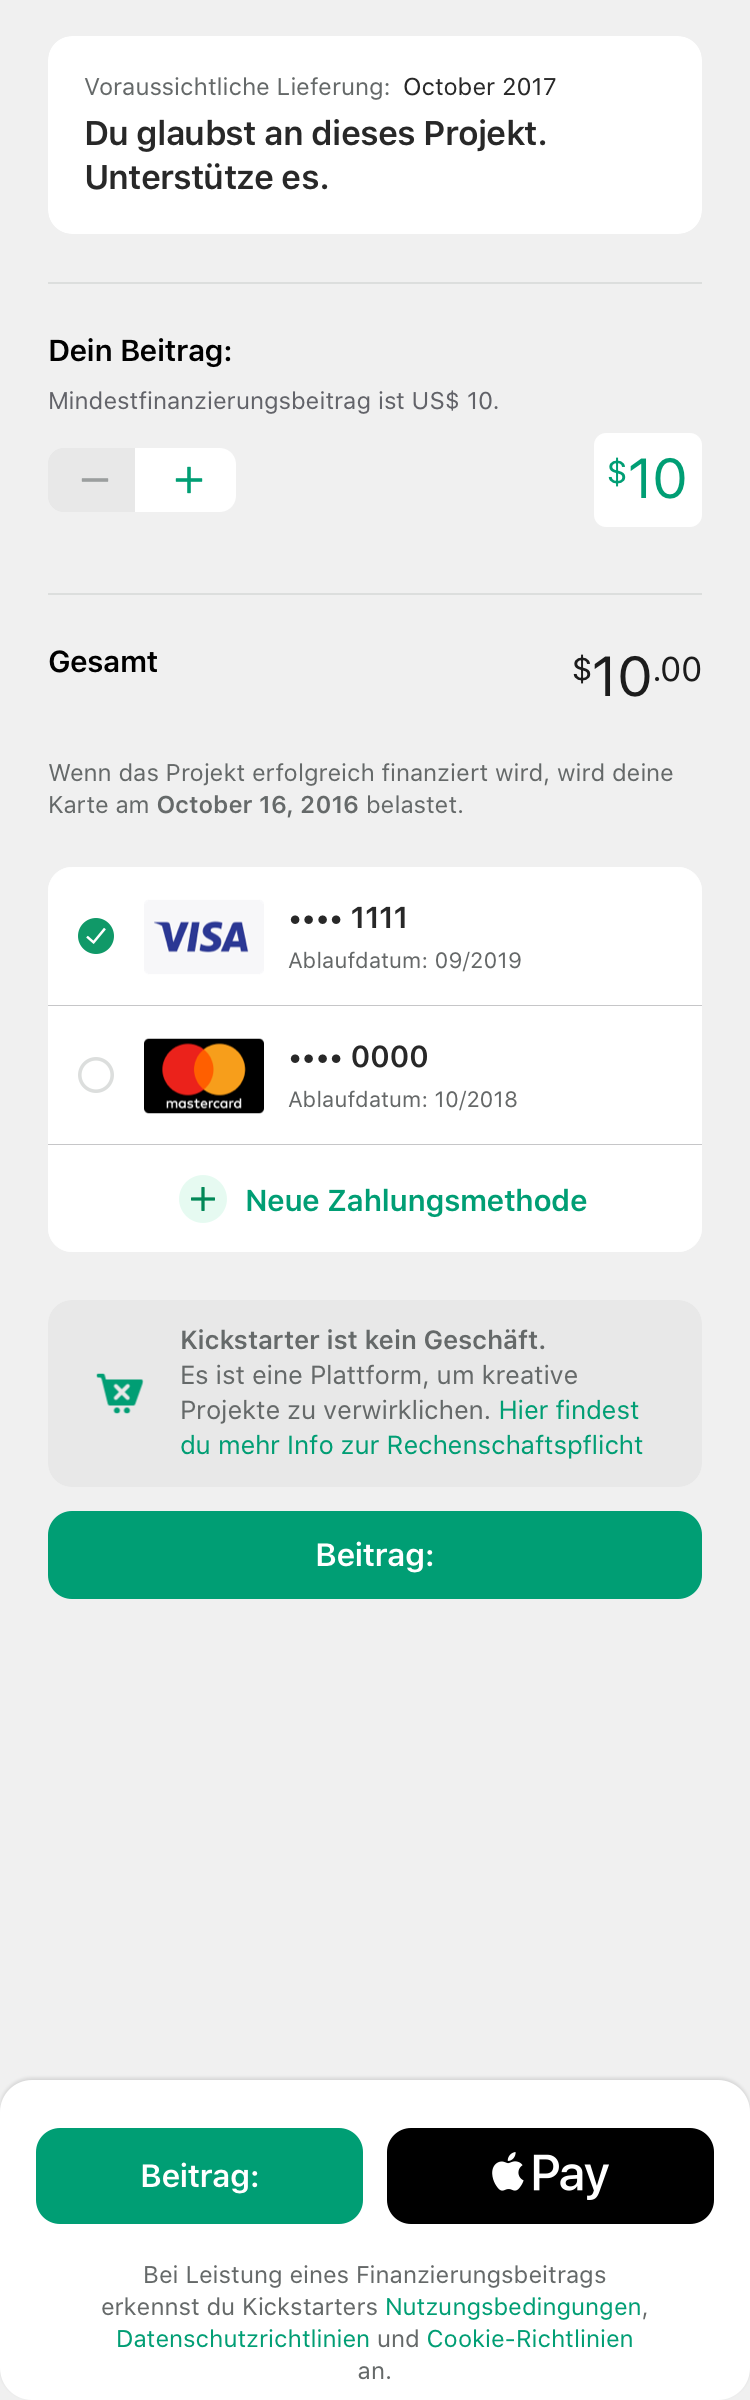 Voraussichtliche Lieferung: October 2017
Du glaubst an dieses Projekt.
Unterstütze es.
Dein Beitrag:
Mindestfinanzierungsbeitrag ist US$ 10.
− +
$10
Gesamt
$10.00
Wenn das Projekt erfolgreich finanziert wird, wird deine
Karte am October 16, 2016 belastet.
VISA
•••• 1111
Ablaufdatum: 09/2019
mastercard
•••• 0000
Ablaufdatum: 10/2018
+ Neue Zahlungsmethode
Kickstarter ist kein Geschäft.
Es ist eine Plattform, um kreative
Projekte zu verwirklichen. Hier findest
du mehr Info zur Rechenschaftspflicht
Beitrag:
Beitrag:
Pay
Bei Leistung eines Finanzierungsbeitrags
erkennst du Kickstarters Nutzungsbedingungen,
Datenschutzrichtlinien und Cookie-Richtlinien
an.